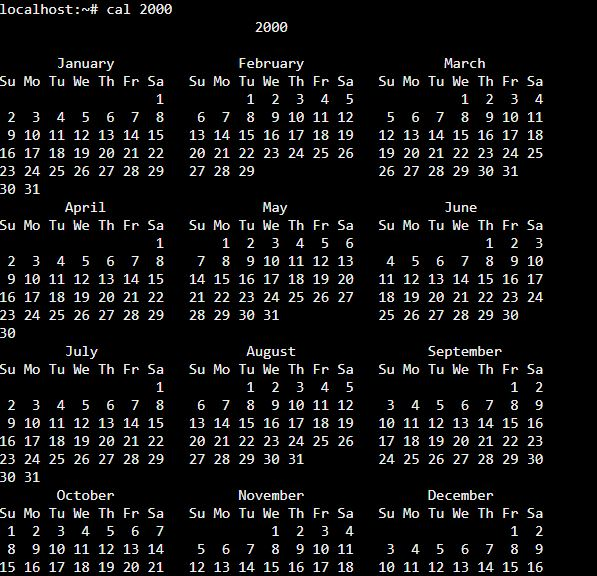 localhost:~# cal 2000
                               2000

       January               February                 March
Su Mo Tu We Th Fr Sa   Su Mo Tu We Th Fr Sa   Su Mo Tu We Th Fr Sa
                   1          1  2  3  4  5             1  2  3  4
 2  3  4  5  6  7  8    6  7  8  9 10 11 12    5  6  7  8  9 10 11
 9 10 11 12 13 14 15   13 14 15 16 17 18 19   12 13 14 15 16 17 18
16 17 18 19 20 21 22   20 21 22 23 24 25 26   19 20 21 22 23 24 25
23 24 25 26 27 28 29   27 28 29               26 27 28 29 30 31
30 31
        April                   May                   June
Su Mo Tu We Th Fr Sa   Su Mo Tu We Th Fr Sa   Su Mo Tu We Th Fr Sa
                   1       1  2  3  4  5  6                1  2  3
 2  3  4  5  6  7  8    7  8  9 10 11 12 13    4  5  6  7  8  9 10
 9 10 11 12 13 14 15   14 15 16 17 18 19 20   11 12 13 14 15 16 17
16 17 18 19 20 21 22   21 22 23 24 25 26 27   18 19 20 21 22 23 24
23 24 25 26 27 28 29   28 29 30 31            25 26 27 28 29 30
30
        July                  August                September
Su Mo Tu We Th Fr Sa   Su Mo Tu We Th Fr Sa   Su Mo Tu We Th Fr Sa
                   1          1  2  3  4  5                   1  2
 2  3  4  5  6  7  8    6  7  8  9 10 11 12    3  4  5  6  7  8  9
 9 10 11 12 13 14 15   13 14 15 16 17 18 19   10 11 12 13 14 15 16
16 17 18 19 20 21 22   20 21 22 23 24 25 26   17 18 19 20 21 22 23
23 24 25 26 27 28 29   27 28 29 30 31         24 25 26 27 28 29 30
30 31
       October               November               December
Su Mo Tu We Th Fr Sa   Su Mo Tu We Th Fr Sa   Su Mo Tu We Th Fr Sa
 1  2  3  4  5  6  7             1  2  3  4                   1  2
 8  9 10 11 12 13 14    5  6  7  8  9 10 11    3  4  5  6  7  8  9
15 16 17 18 19 20 21   12 13 14 15 16 17 18   10 11 12 13 14 15 16